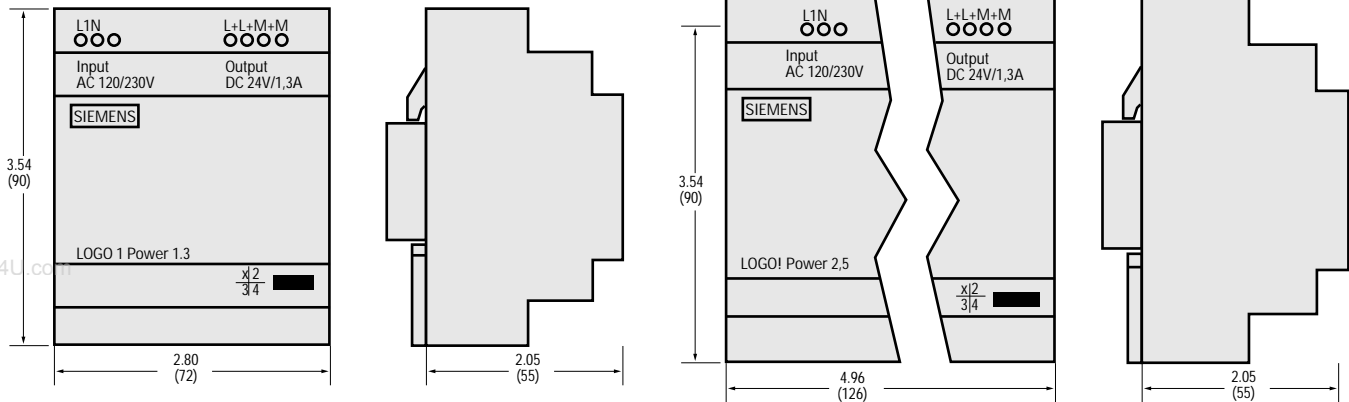 L1N
L+L+M+M
Input
AC 120/230V
Output
DC 24V/1,3A
SIEMENS
3.54
(90)
LOGO 1 Power 1.3
x 2
3 4
4U.com
2.80
(72)
2.05
(55)
L1N
L+L+M+M
Input
AC 120/230V
Output
DC 24V/1,3A
SIEMENS
3.54
(90)
LOGO! Power 2,5
x 2
3 4
4.96
(126)
2.05
(55)